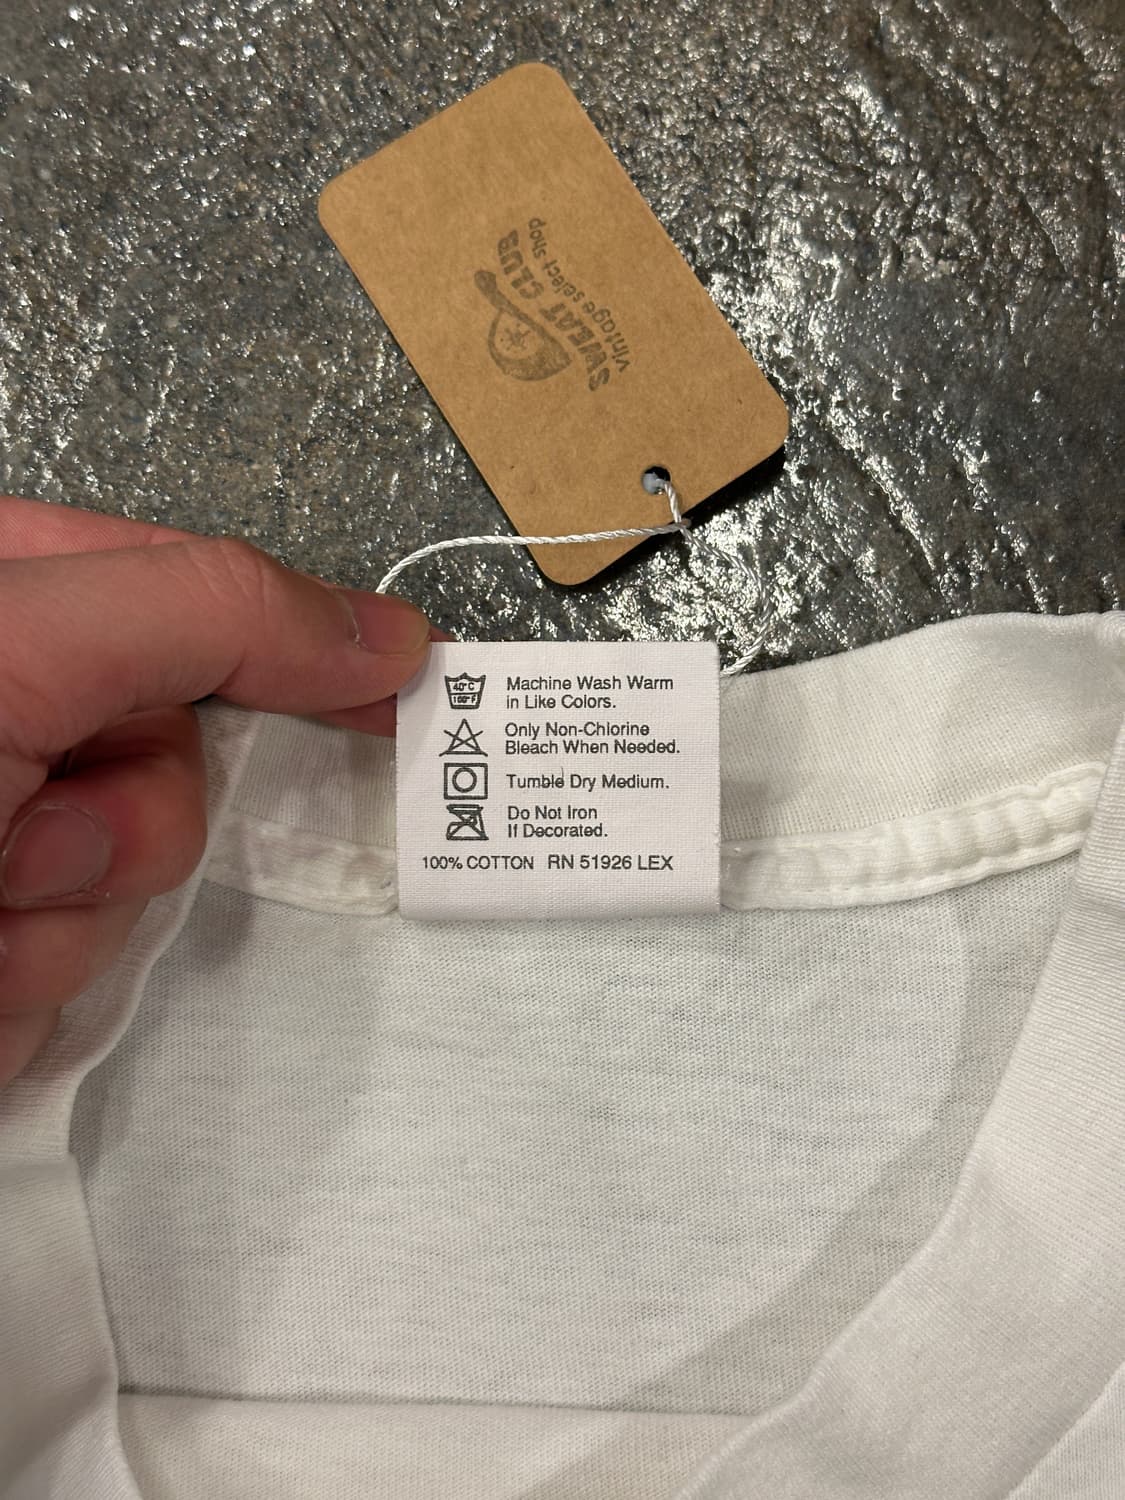 SWEAT CLUB
vintage select shop
40°C
100°F
Machine Wash Warm
in Like Colors.
Only Non-Chlorine
Bleach When Needed.
Tumble Dry Medium.
Do Not Iron
If Decorated.
100% COTTON RN 51926 LEX